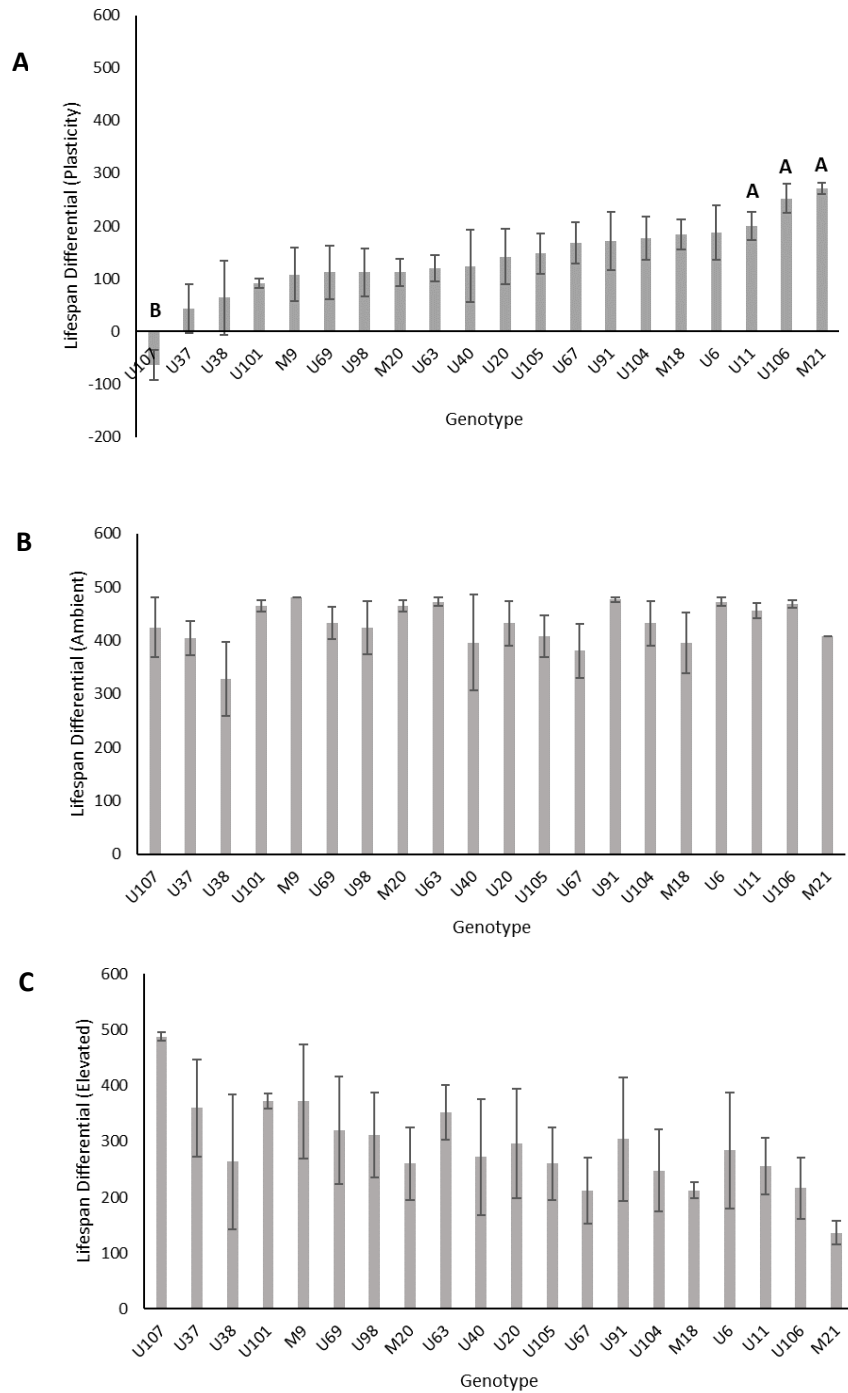 A
Lifespan Differential (Plasticity)
600
500
400
300
200
100
0
-100
-200
B
A
A
A
U107 U37 U38 U101 M9 U69 U98 M20 U63 U40 U20 U105 U67 U91 U104 M18 U6 U11 U106 M21
Genotype
B
Lifespan Differential (Ambient)
600
500
400
300
200
100
0
U107 U37 U38 U101 M9 U69 U98 M20 U63 U40 U20 U105 U67 U91 U104 M18 U6 U11 U106 M21
Genotype
C
Lifespan Differential (Elevated)
600
500
400
300
200
100
0
U107 U37 U38 U101 M9 U69 U98 M20 U63 U40 U20 U105 U67 U91 U104 M18 U6 U11 U106 M21
Genotype